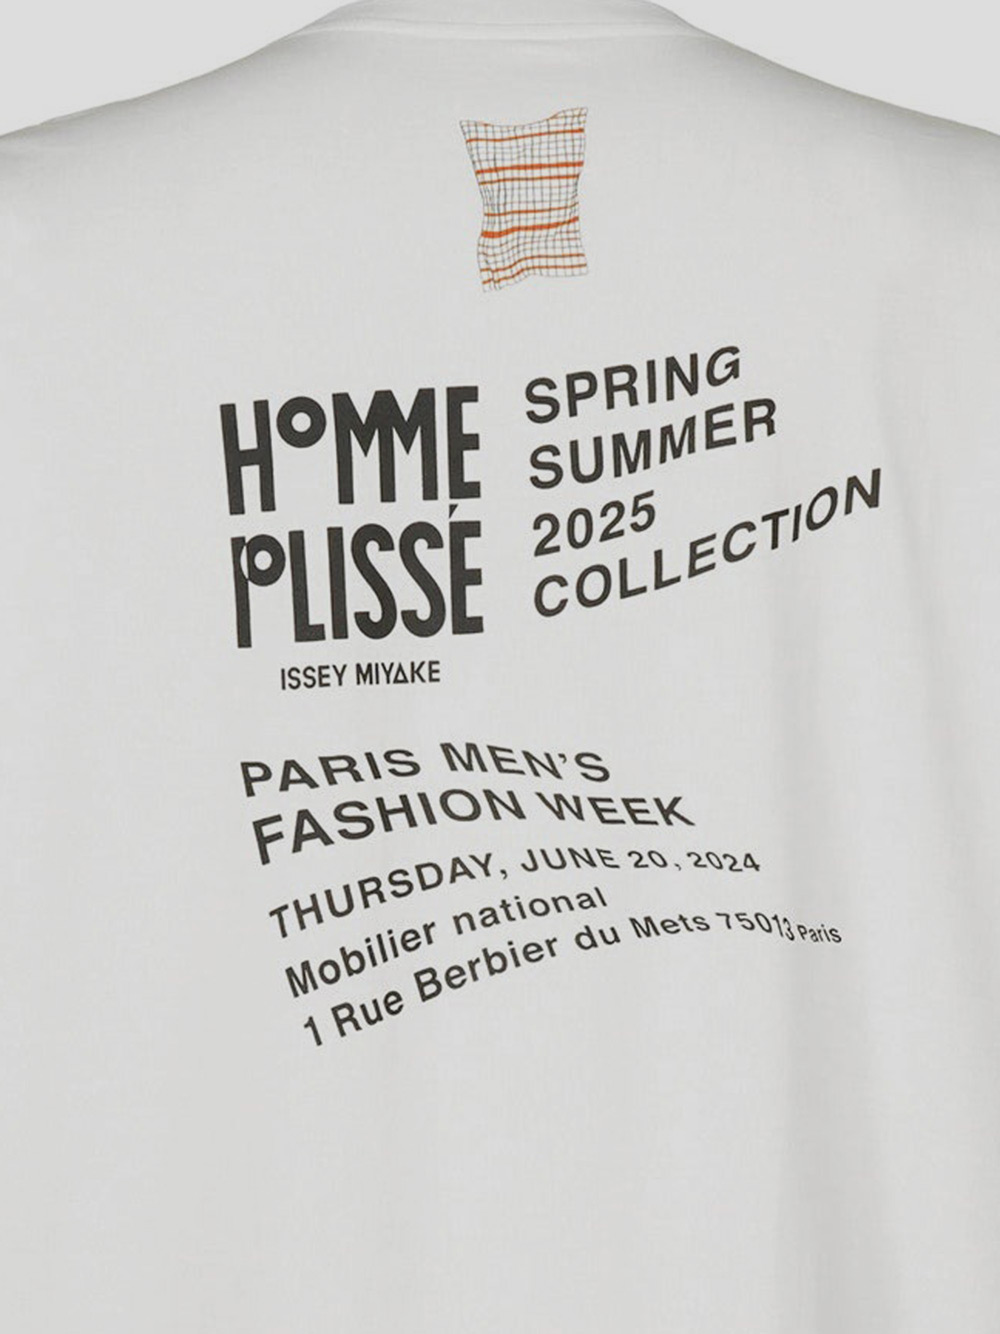 HOMME
PLISSÉ
ISSEY MIYAKE
SPRING
SUMMER
2025
COLLECTION
PARIS MEN'S
FASHION WEEK
THURSDAY, JUNE 20, 2024
Mobilier national
1 Rue Berbier du Mets 75013 Paris